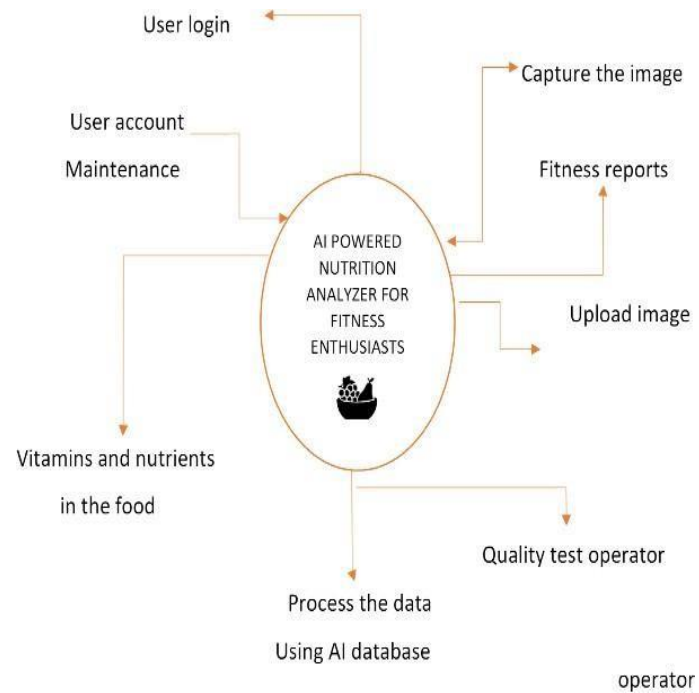 User login
Capture the image
User account
Maintenance
Fitness reports
AI POWERED
NUTRITION
ANALYZER FOR
FITNESS
ENTHUSIASTS
Upload image
Vitamins and nutrients
in the food
Quality test operator
Process the data
Using AI database
operator